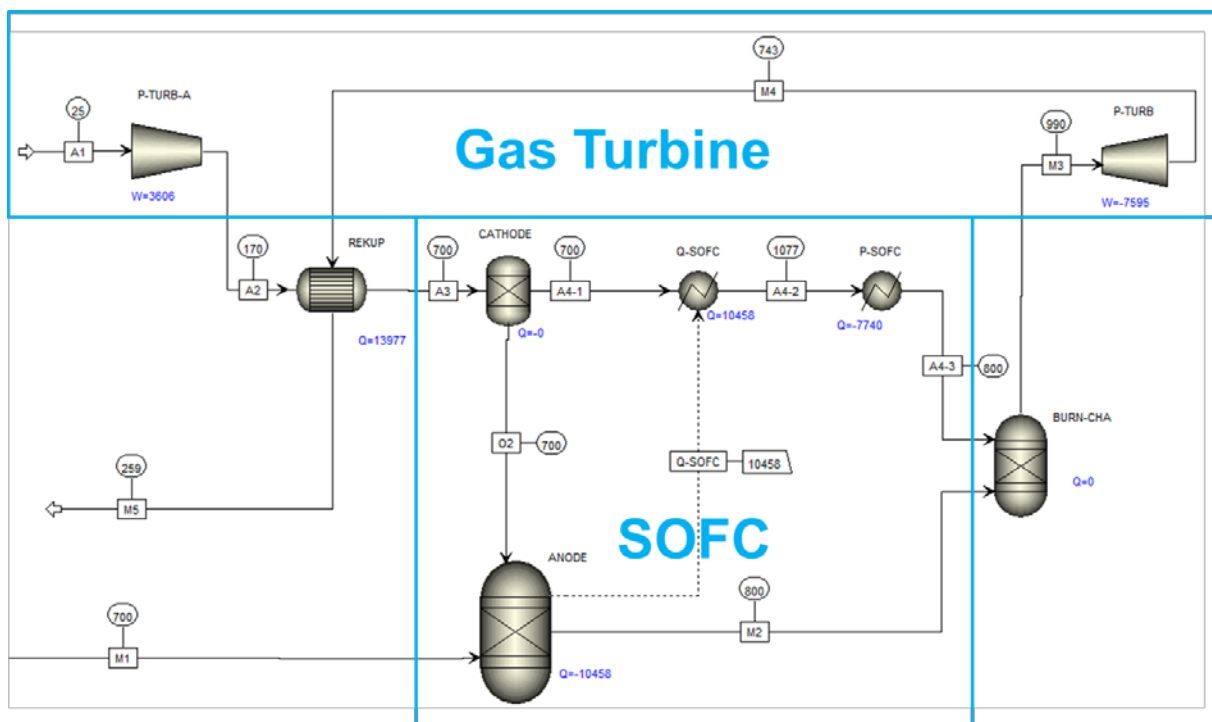 743
M4
P-TURB-A
25
A1
W=3606
Gas Turbine
P-TURB
990
M3
W=-7595
170
A2
REKUP
Q=13977
700
A3
CATHODE
Q=-0
700
A4-1
Q-SOFC
Q=10458
1077
A4-2
P-SOFC
Q=-7740
A4-3
800
BURN-CHA
Q=0
O2
700
Q-SOFC
10458
259
M5
SOFC
ANODE
800
M2
Q=-10458
700
M1